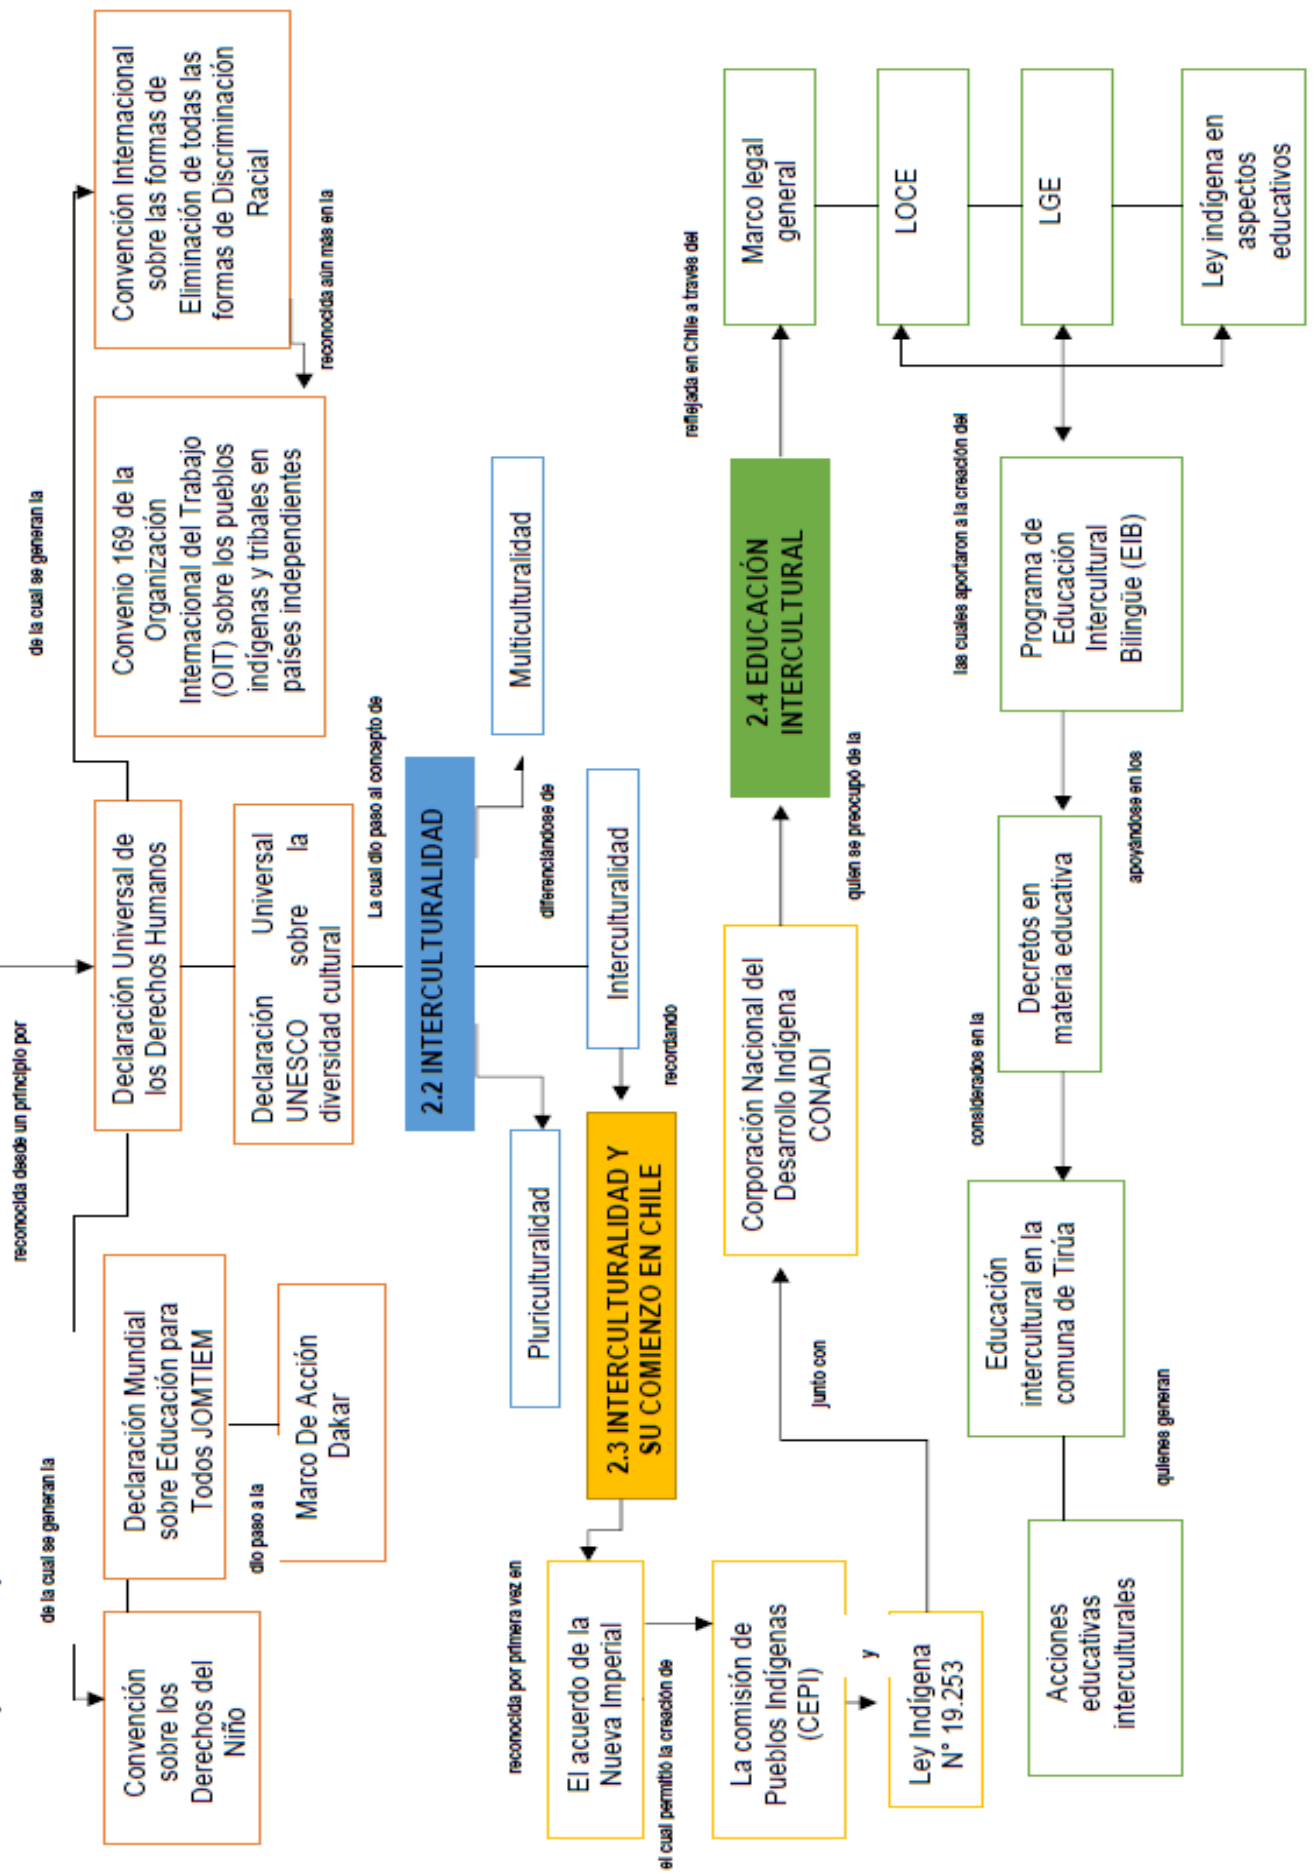 reconocida desde un principio por
de la cual se generan la
de la cual se generan la
Convención
sobre los
Derechos del
Niño
Declaración Mundial
sobre Educación para
Todos JOMTIEM
dio paso a la
Marco De Acción
Dakar
Declaración Universal de
los Derechos Humanos
Declaración Universal
UNESCO sobre la
diversidad cultural
Convenio 169 de la
Organización
Internacional del Trabajo
(OIT) sobre los pueblos
indígenas y tribales en
países independientes
Convención Internacional
sobre las formas de
Eliminación de todas las
formas de Discriminación
Racial
reconocida aún más en la
La cual dio paso al concepto de
2.2 INTERCULTURALIDAD
diferenciándose de
Pluriculturalidad
Interculturalidad
Multiculturalidad
recordando
2.3 INTERCULTURALIDAD Y
SU COMIENZO EN CHILE
reconocida por primera vez en
El acuerdo de la
Nueva Imperial
el cual permitió la creación de
La comisión de
Pueblos Indígenas
(CEPI)
y
Ley Indígena
N° 19.253
junto con
Corporación Nacional del
Desarrollo Indígena
CONADI
quien se preocupó de la
2.4 EDUCACIÓN
INTERCULTURAL
reflejada en Chile a través del
Marco legal
general
LOCE
LGE
Ley indígena en
aspectos
educativos
las cuales aportaron a la creación del
Programa de
Educación
Intercultural
Bilingüe (EIB)
apoyándose en los
Decretos en
materia educativa
considerados en la
Educación
intercultural en la
comuna de Tirúa
quienes generan
Acciones
educativas
interculturales